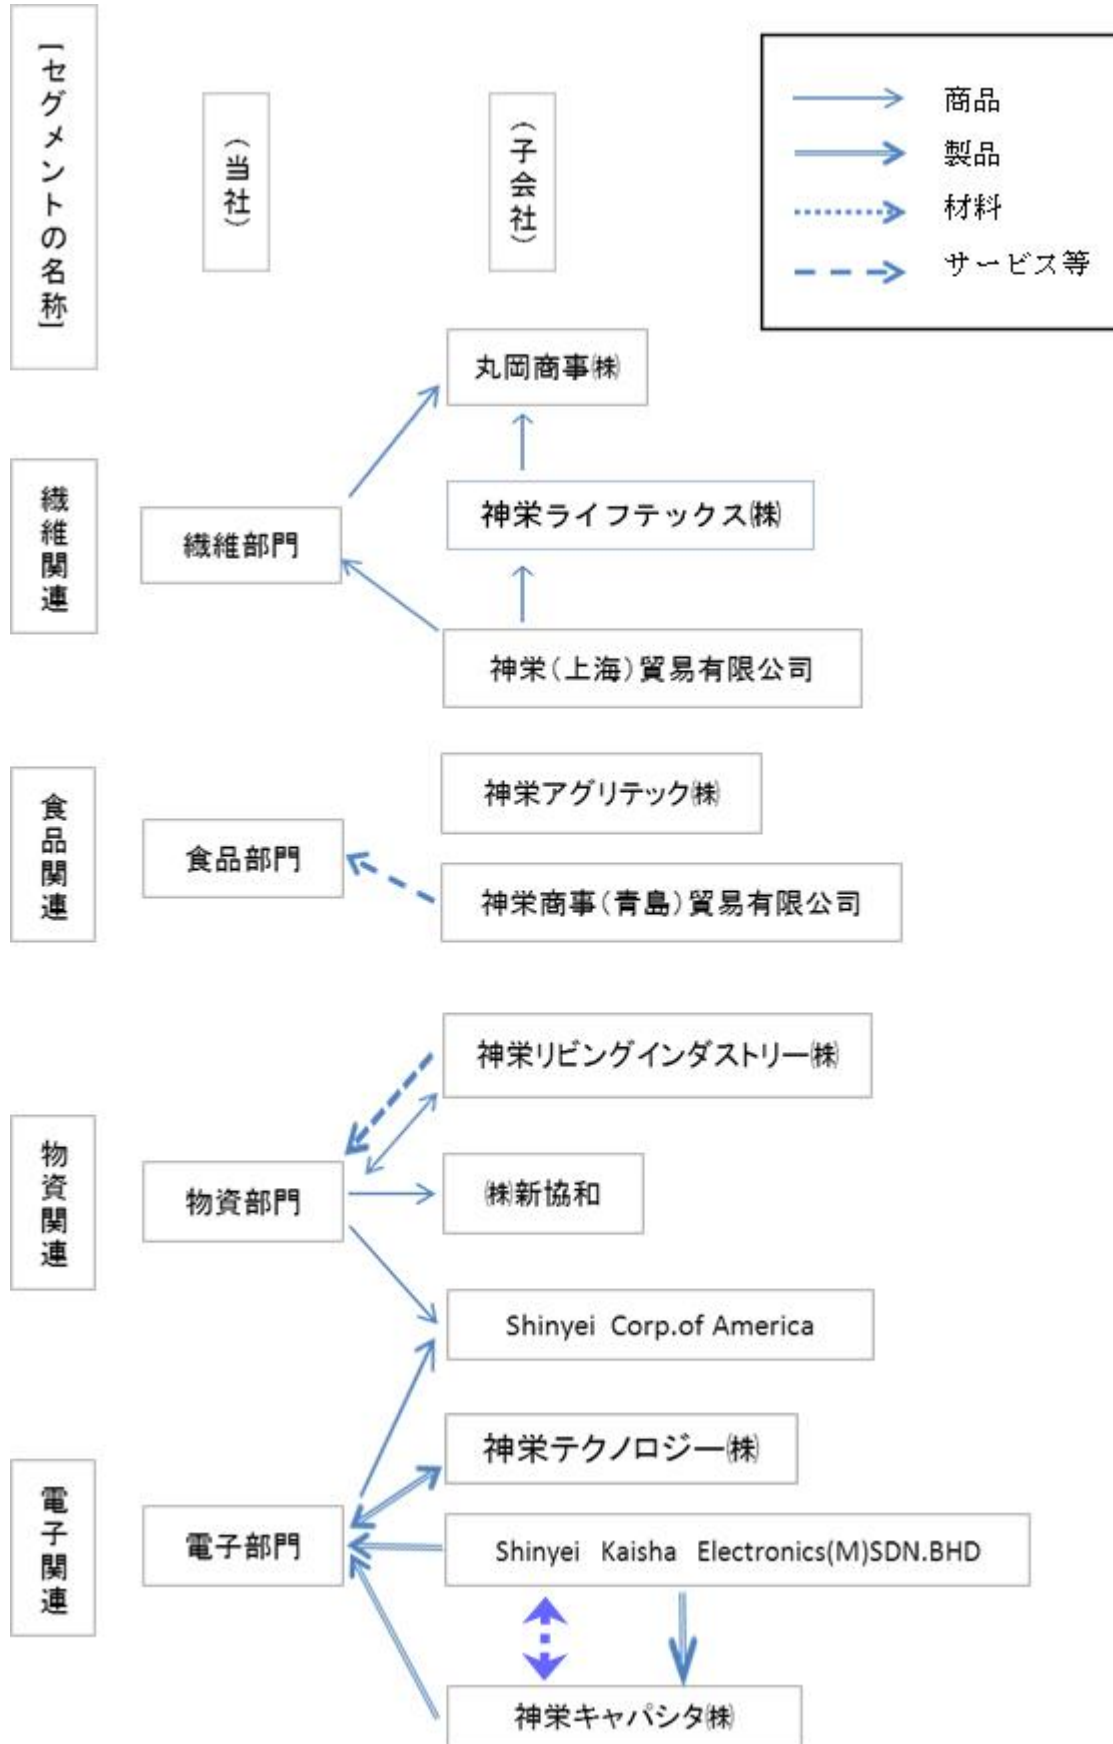 [セグメントの名称]
(当社)
(子会社)
商品
製品
材料
サービス等
繊維関連
繊維部門
丸岡商事㈱
神栄ライフテックス㈱
神栄(上海)貿易有限公司
食品関連
食品部門
神栄アグリテック㈱
神栄商事(青島)貿易有限公司
物資関連
物資部門
神栄リビングインダストリー㈱
㈱新協和
Shinyei Corp.of America
電子関連
電子部門
神栄テクノロジー㈱
Shinyei Kaisha Electronics(M)SDN.BHD
神栄キャパシタ㈱